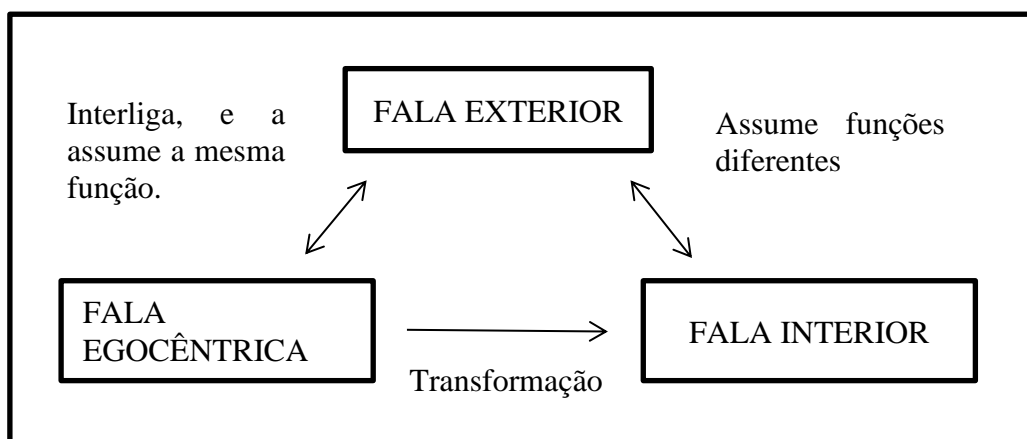 FALA EXTERIOR
Interliga, e a
assume a mesma
função.
Assume funções
diferentes
FALA
EGOCÊNTRICA
FALA INTERIOR
Transformação